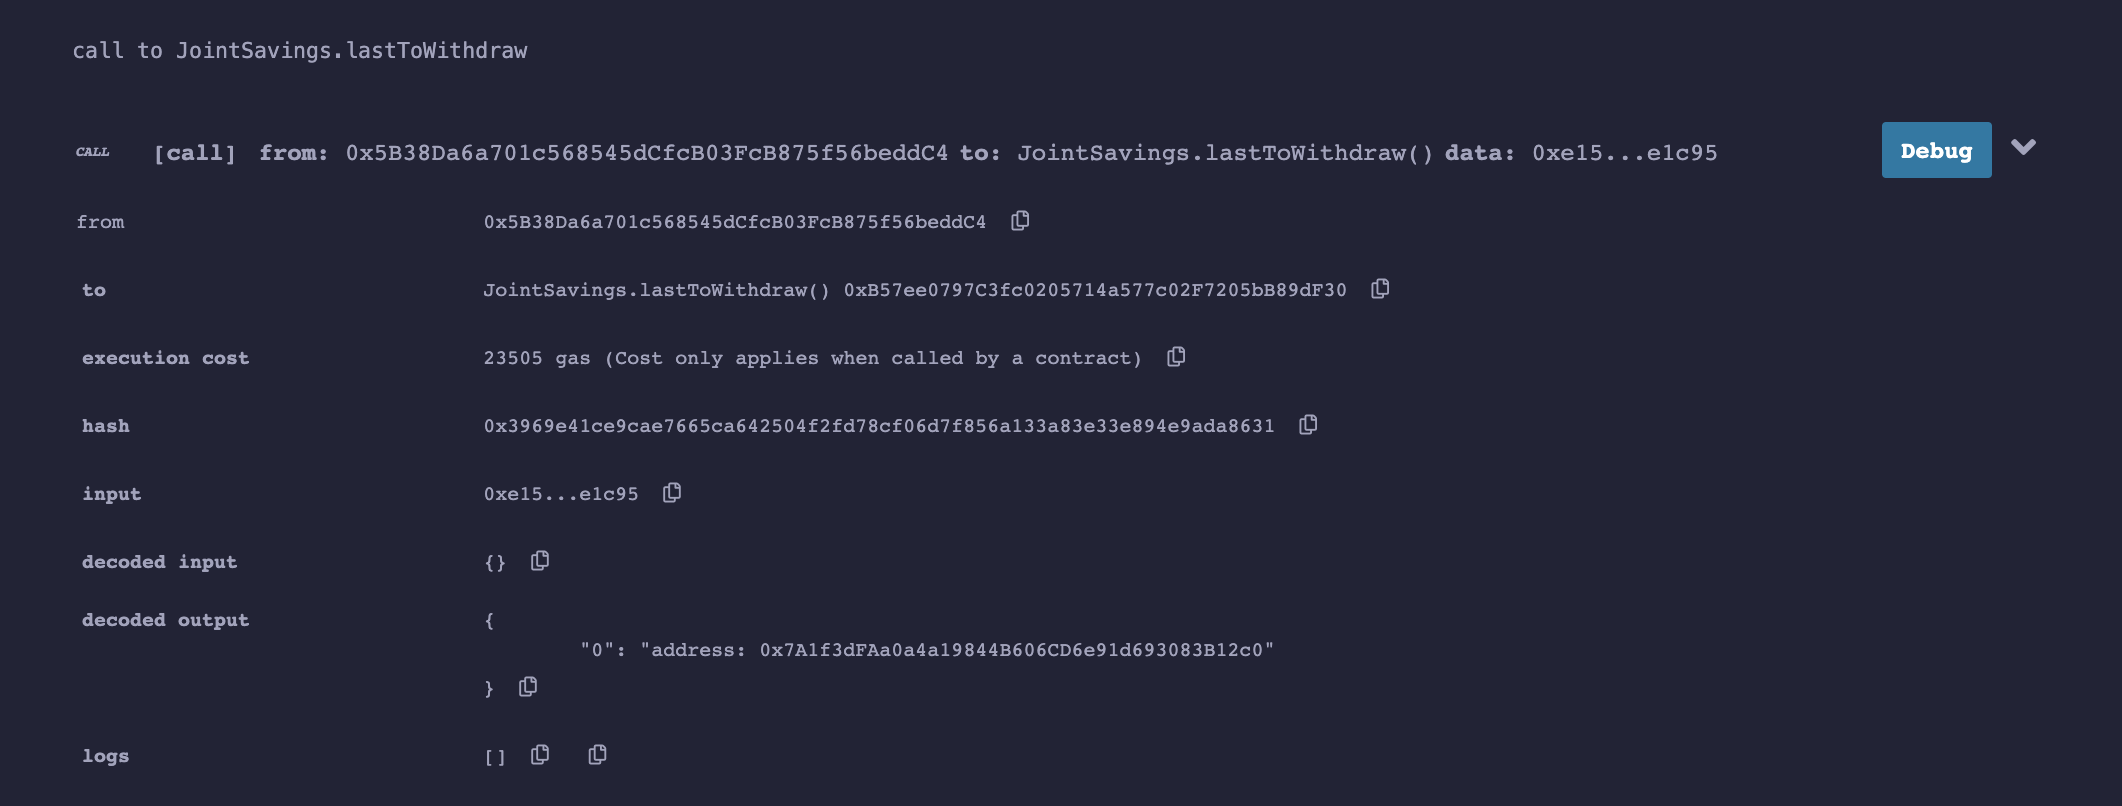 call to JointSavings.lastToWithdraw
CALL [call] from: 0x5B38Da6a701c568545dCfcB03FcB875f56beddC4 to: JointSavings.lastToWithdraw() data: 0xe15...e1c95
Debug
from 0x5B38Da6a701c568545dCfcB03FcB875f56beddC4
to JointSavings.lastToWithdraw() 0xB57ee0797C3fc0205714a577c02F7205bB89dF30
execution cost 23505 gas (Cost only applies when called by a contract)
hash 0x3969e41ce9cae7665ca642504f2fd78cf06d7f856a133a83e33e894e9ada8631
input 0xe15...e1c95
decoded input {}
decoded output {
"0": "address: 0x7A1f3dFAa0a4a19844B606CD6e91d693083B12c0"
}
logs []